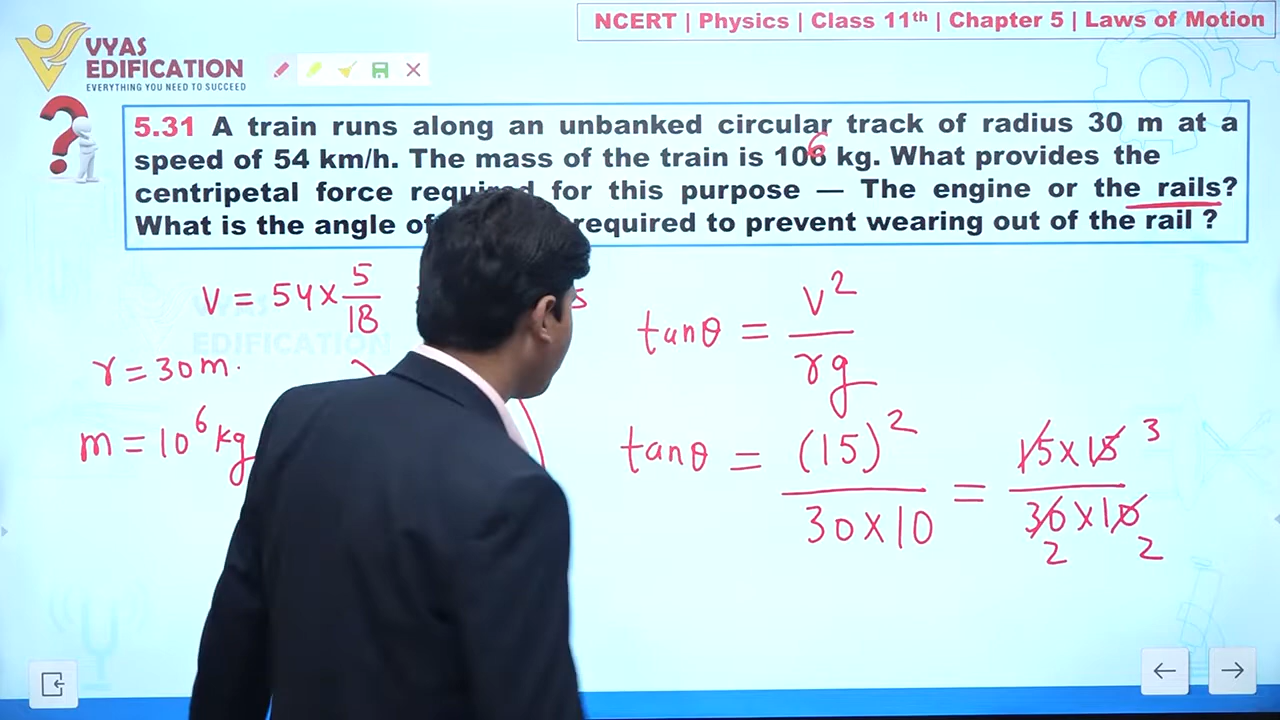 NCERT | Physics | Class 11th | Chapter 5 | Laws of Motion
VYAS
EDIFICATION
EVERYTHING YOU NEED TO SUCCEED
5.31 A train runs along an unbanked circular track of radius 30 m at a
speed of 54 km/h. The mass of the train is 106 kg. What provides the
centripetal force required for this purpose — The engine or the rails?
What is the angle of required to prevent wearing out of the rail ?
V = 54 × 5/18
r = 30m.
m = 10⁶ kg
tanθ = V²/rg
tanθ = (15)²/30×10 = 15×15/30×10
3
2 2
VYAS
EDIFICATION